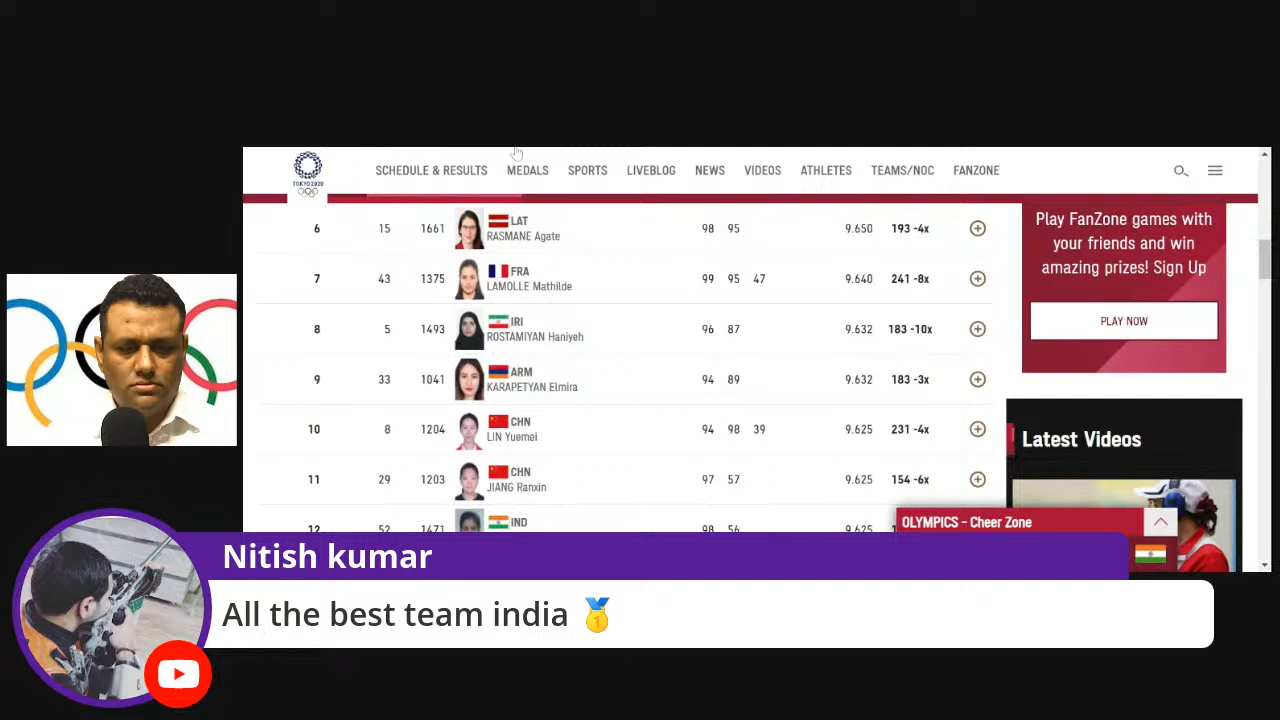 TOKYO 2020
SCHEDULE & RESULTS MEDALS SPORTS LIVEBLOG NEWS VIDEOS ATHLETES TEAMS/NOC FANZONE
6 15 1661 LAT 98 95 9.650 193 -4x
RASMANE Agate
7 43 1375 FRA 99 95 47 9.640 241 -8x
LAMOLLE Mathilde
8 5 1493 IRI 96 87 9.632 183 -10x
ROSTAMIYAN Haniyeh
9 33 1041 ARM 94 89 9.632 183 -3x
KARAPETYAN Elmira
10 8 1204 CHN 94 98 39 9.625 231 -4x
LIN Yuemei
11 29 1203 CHN 97 57 9.625 154 -6x
JIANG Ranxin
12 52 1471 IND 98 56 9.625
Play FanZone games with
your friends and win
amazing prizes! Sign Up
PLAY NOW
Latest Videos
OLYMPICS - Cheer Zone
Nitish kumar
All the best team india